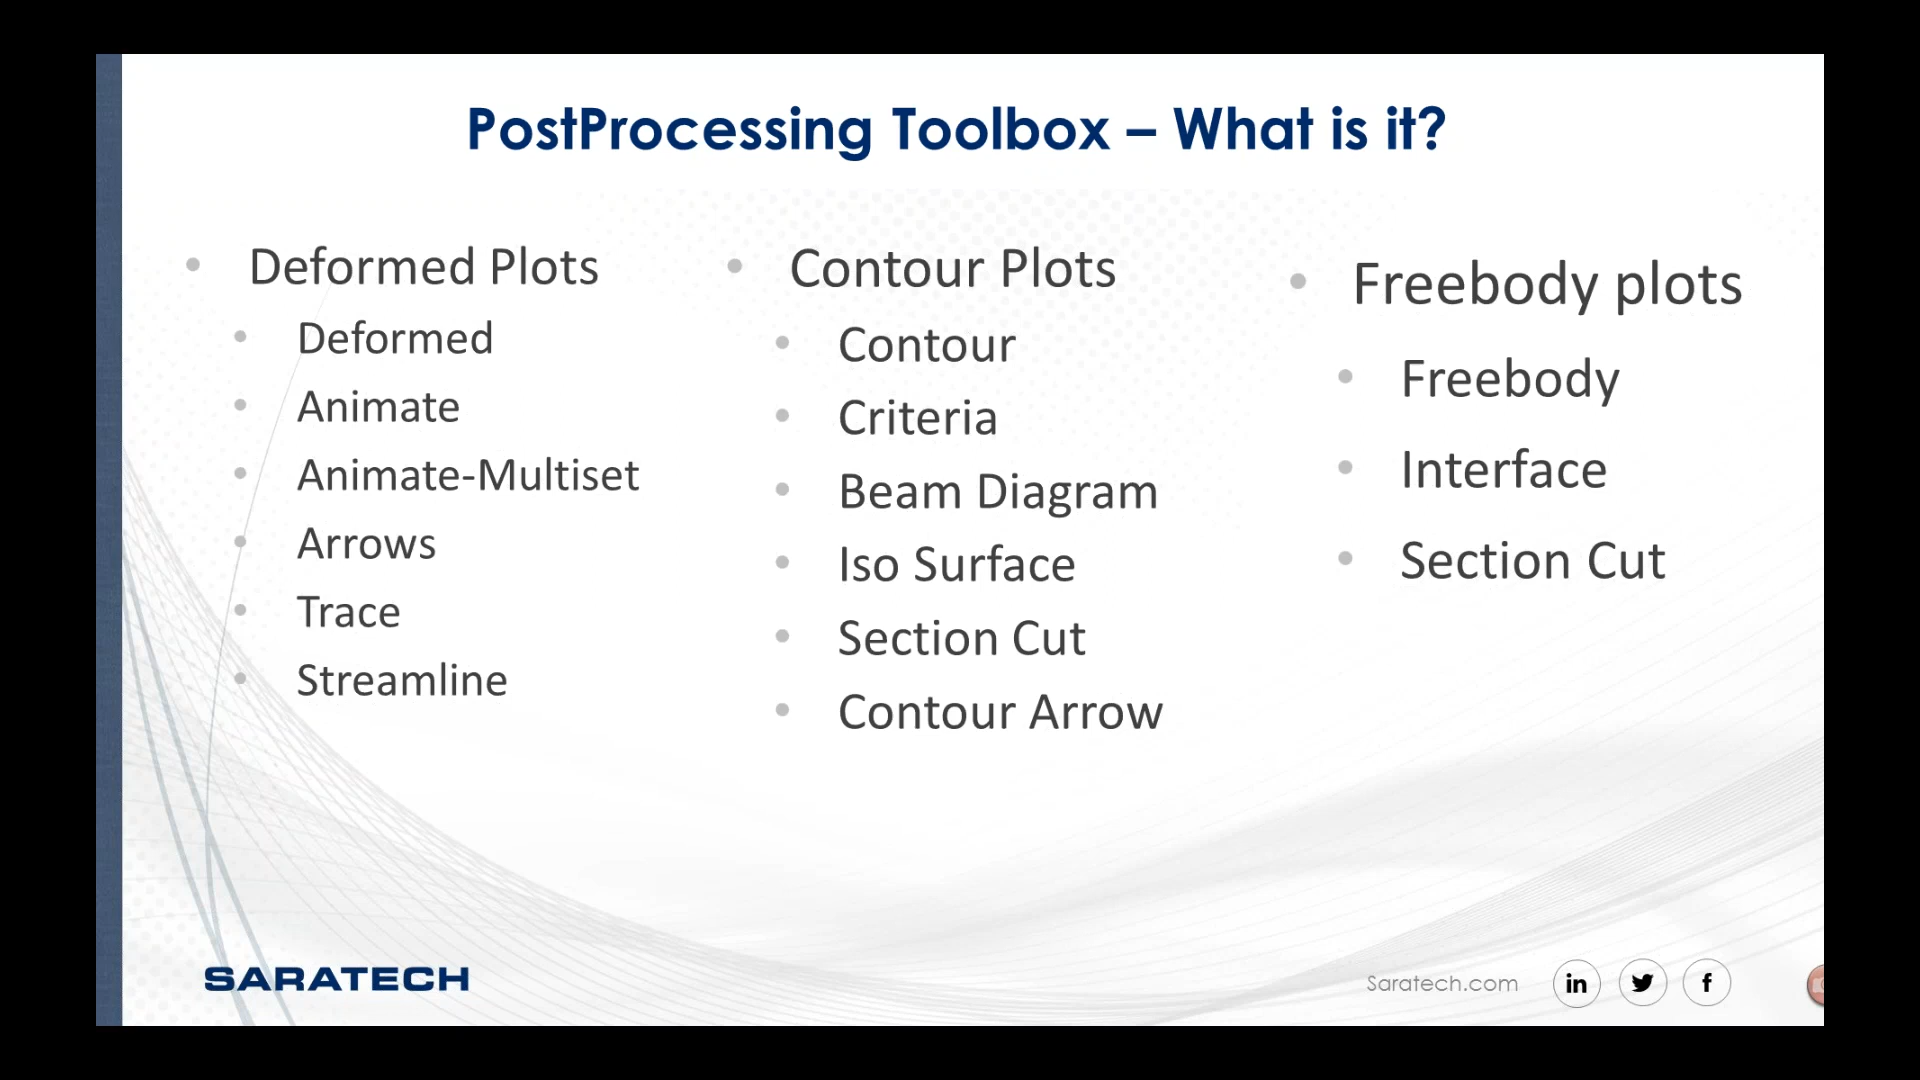 PostProcessing Toolbox – What is it?
Deformed Plots
Deformed
Animate
Animate-Multiset
Arrows
Trace
Streamline
Contour Plots
Contour
Criteria
Beam Diagram
Iso Surface
Section Cut
Contour Arrow
Freebody plots
Freebody
Interface
Section Cut
SARATECH
Saratech.com
in
f